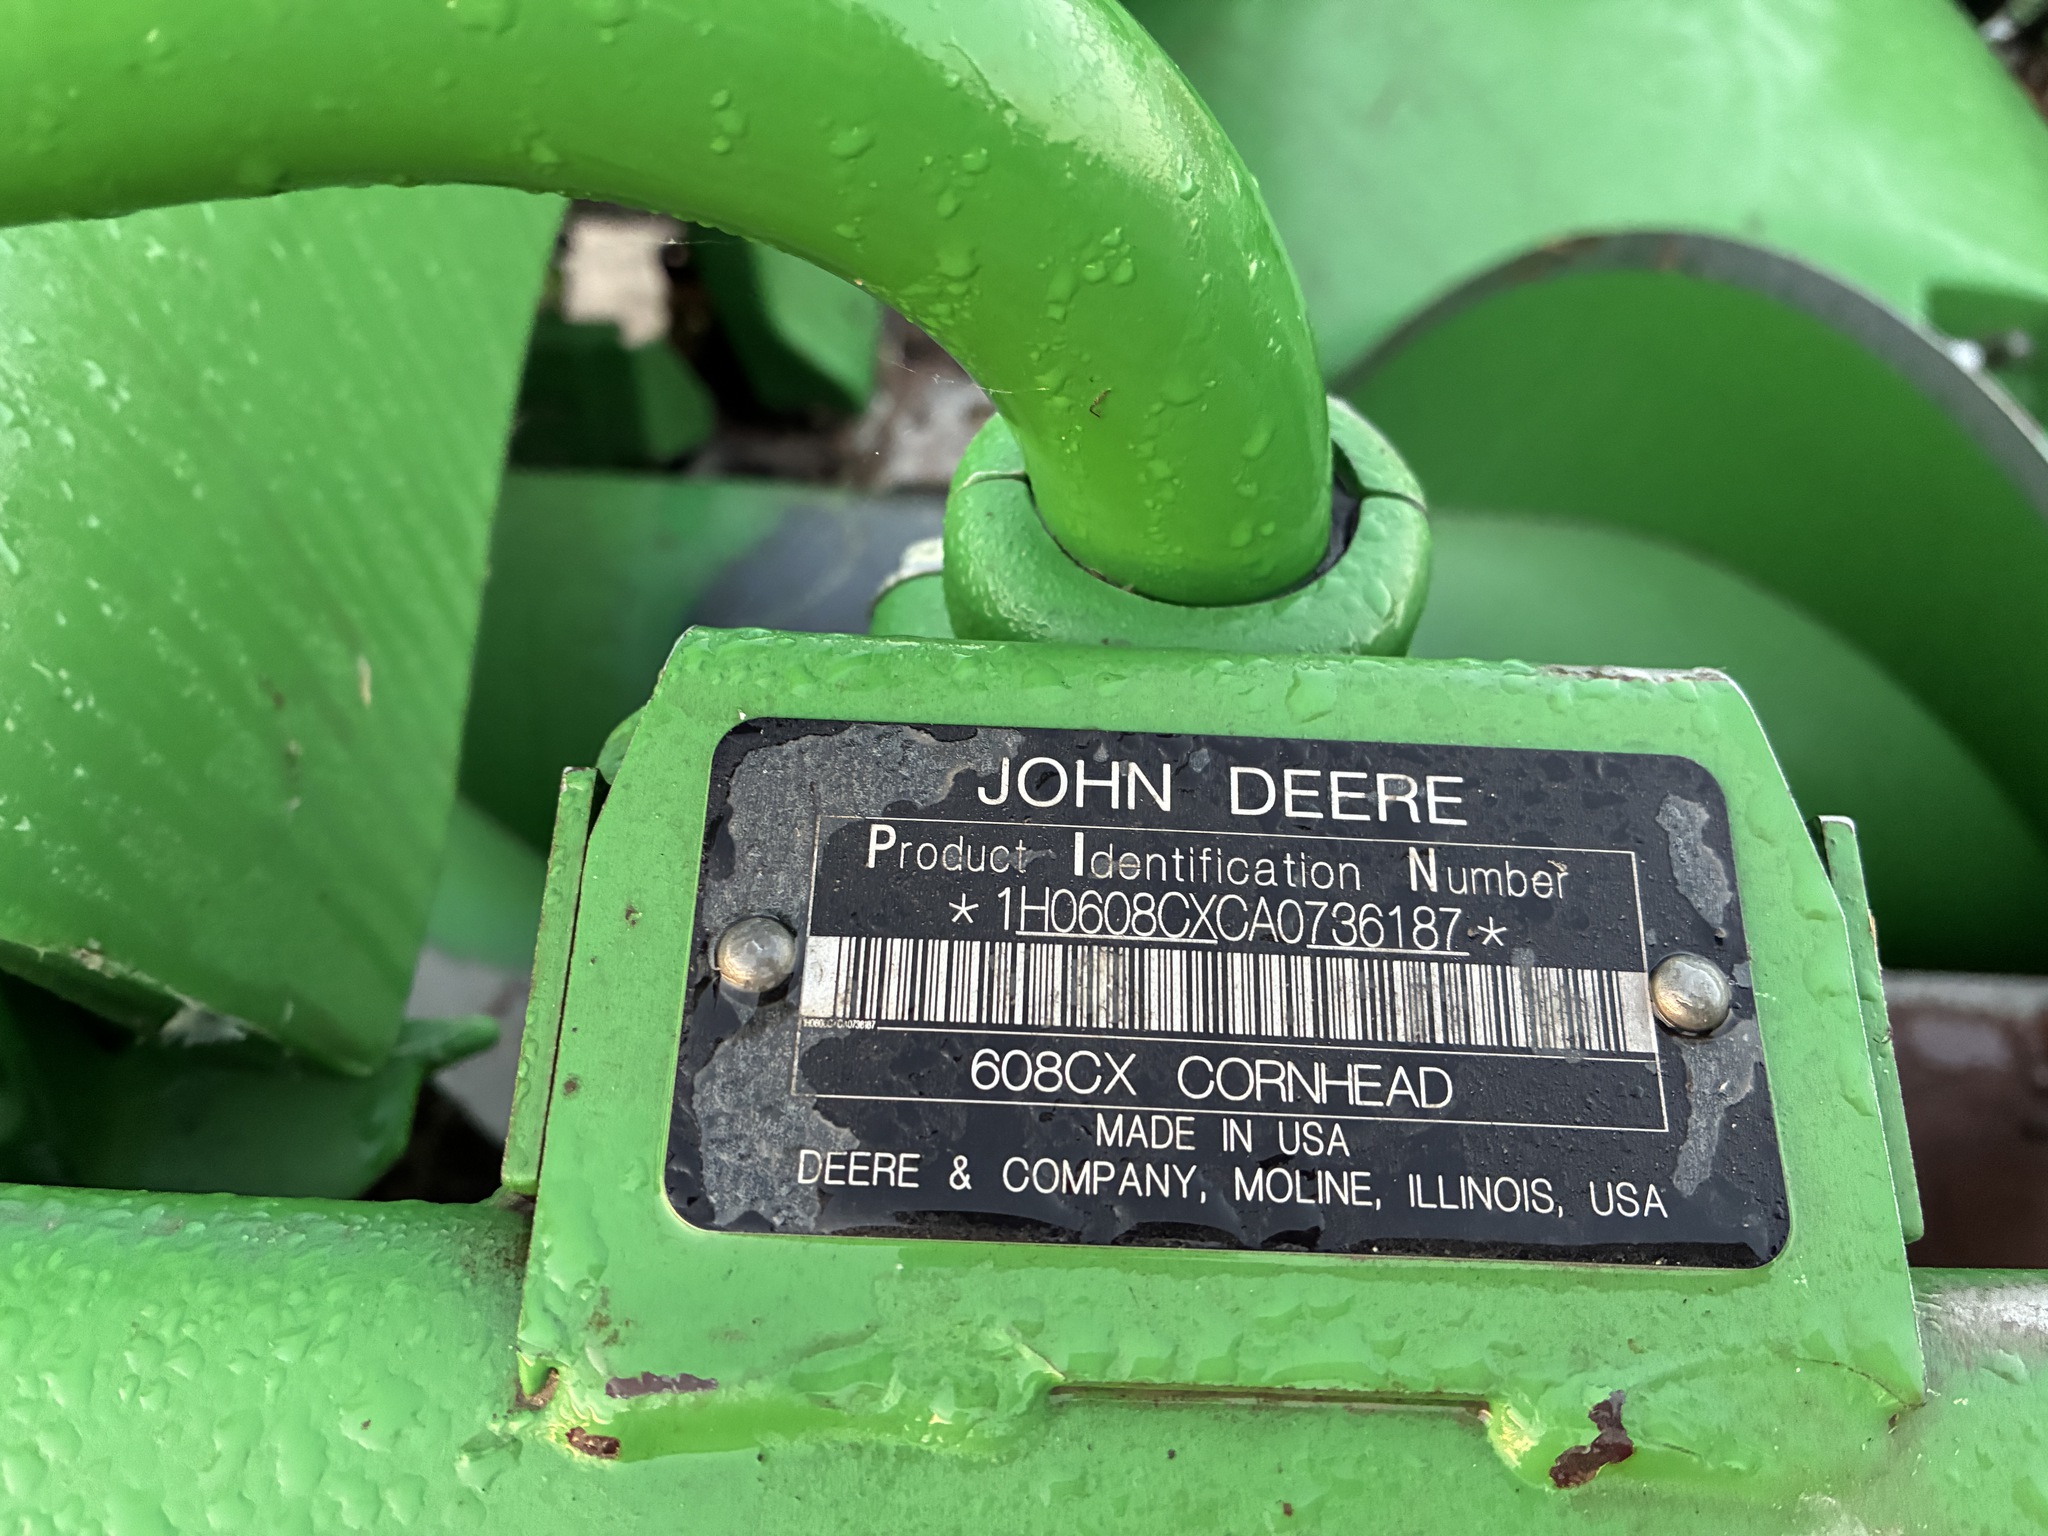 JOHN DEERE
Product Identification Number
*1H0608CXCA0736187*
608CX CORNHEAD
MADE IN USA
DEERE & COMPANY, MOLINE, ILLINOIS, USA